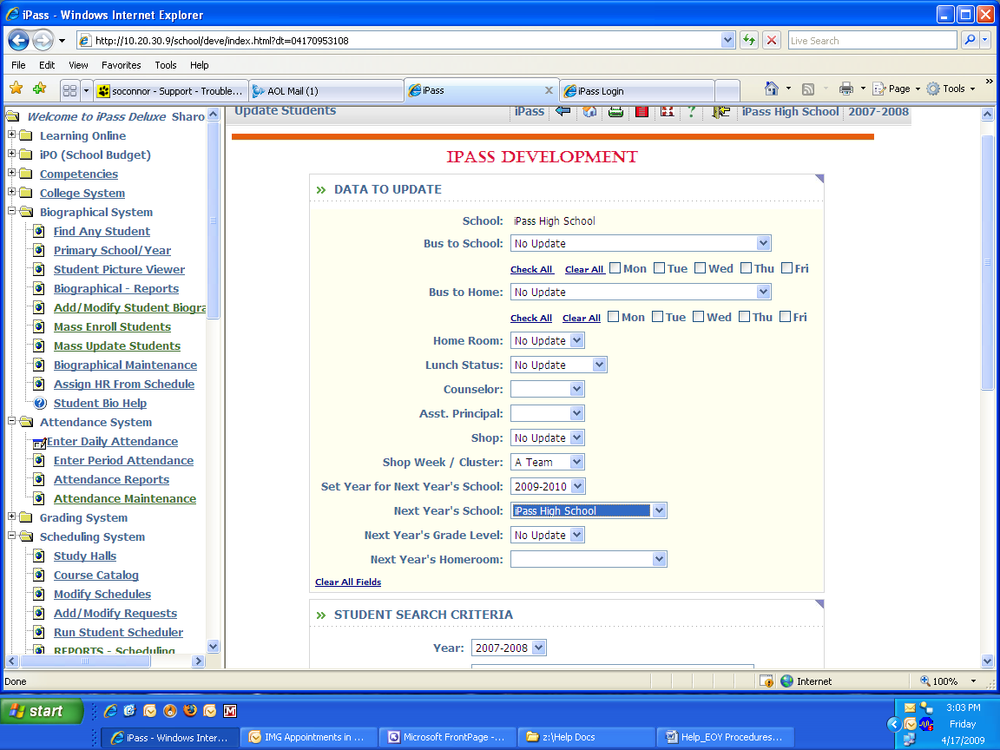 iPass - Windows Internet Explorer
http://10.20.30.9/school/deve/index.html?dt=04170953108
Live Search
File Edit View Favorites Tools Help
soconnor - Support - Trouble...
AOL Mail (1)
iPass
iPass Login
Page
Tools
Welcome to iPass Deluxe Sharo
Learning Online
iPO (School Budget)
Competencies
College System
Biographical System
Find Any Student
Primary School/Year
Student Picture Viewer
Biographical - Reports
Add/Modify Student Biogra
Mass Enroll Students
Mass Update Students
Biographical Maintenance
Assign HR From Schedule
Student Bio Help
Attendance System
Enter Daily Attendance
Enter Period Attendance
Attendance Reports
Attendance Maintenance
Grading System
Scheduling System
Study Halls
Course Catalog
Modify Schedules
Add/Modify Requests
Run Student Scheduler
REPORTS - Scheduling
Update Students
iPass
iPass High School
2007-2008
IPASS DEVELOPMENT
DATA TO UPDATE
School: iPass High School
Bus to School: No Update
Check All Clear All Mon Tue Wed Thu Fri
Bus to Home: No Update
Check All Clear All Mon Tue Wed Thu Fri
Home Room: No Update
Lunch Status: No Update
Counselor:
Asst. Principal:
Shop: No Update
Shop Week / Cluster: A Team
Set Year for Next Year's School: 2009-2010
Next Year's School: iPass High School
Next Year's Grade Level: No Update
Next Year's Homeroom:
Clear All Fields
STUDENT SEARCH CRITERIA
Year: 2007-2008
Done
Internet
100%
start
3:03 PM
Friday
4/17/2009
iPass - Windows Inter...
IMG Appointments in ...
Microsoft FrontPage -...
z:\Help Docs
Help_EOY Procedures...